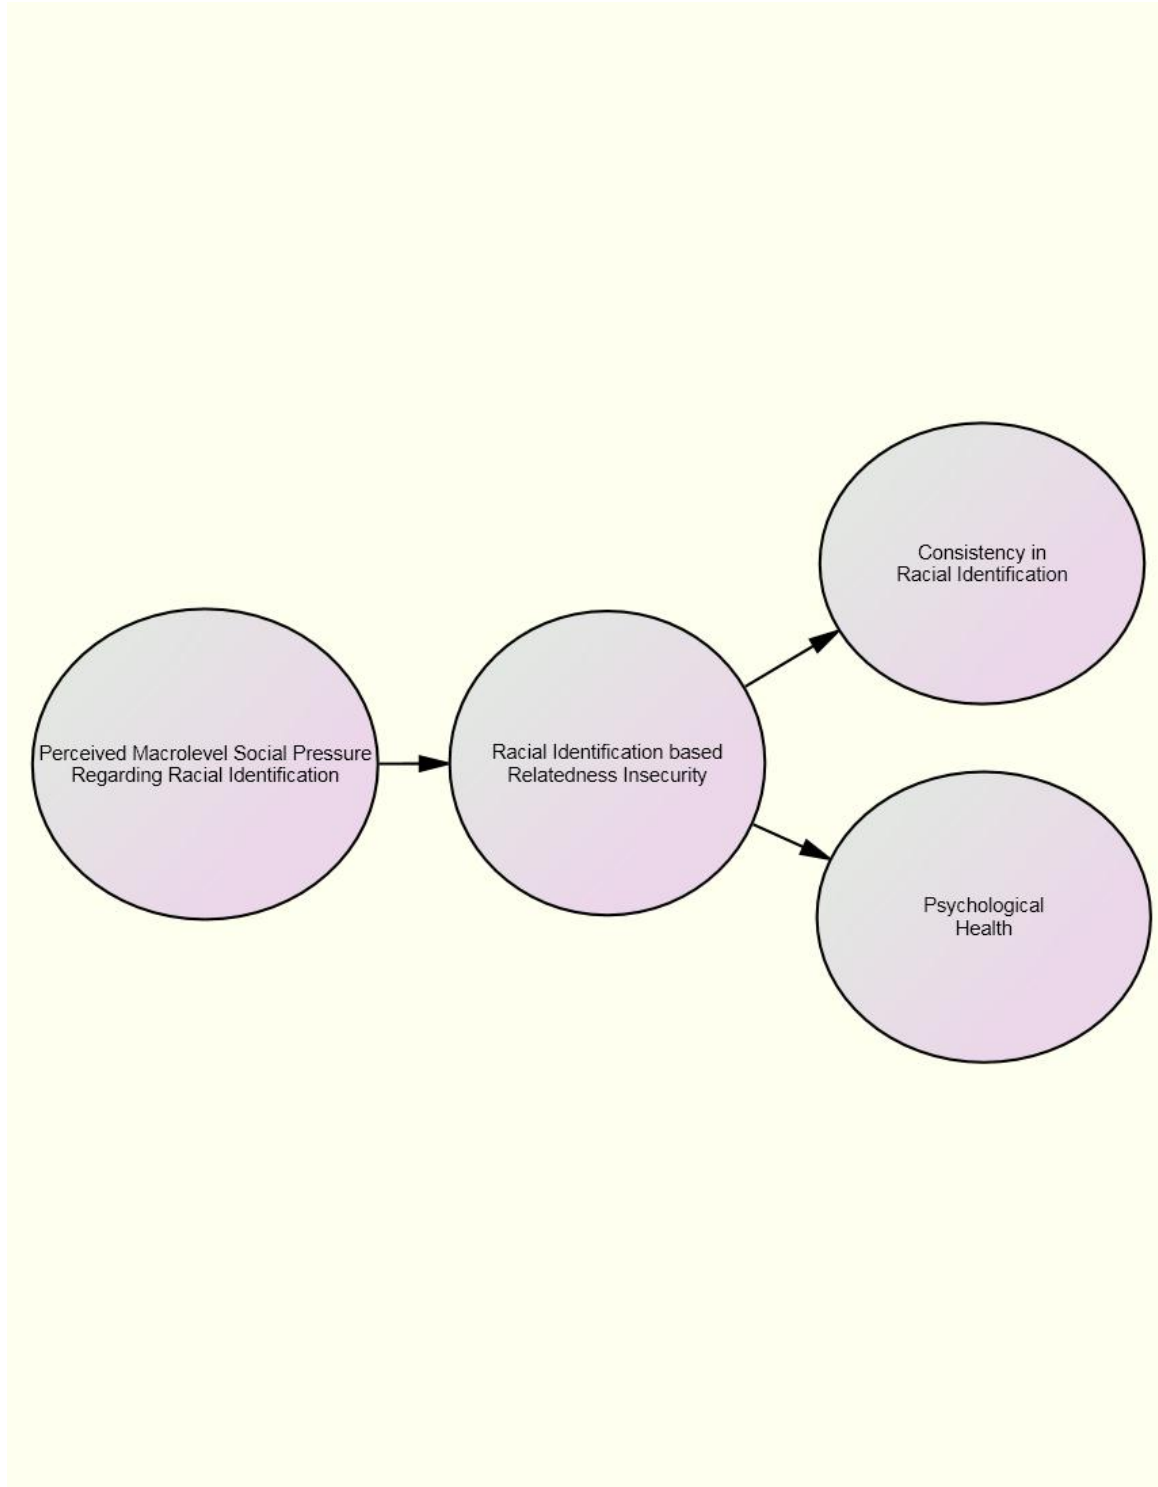 Perceived Macrolevel Social Pressure
Regarding Racial Identification
Racial Identification based
Relatedness Insecurity
Consistency in
Racial Identification
Psychological
Health